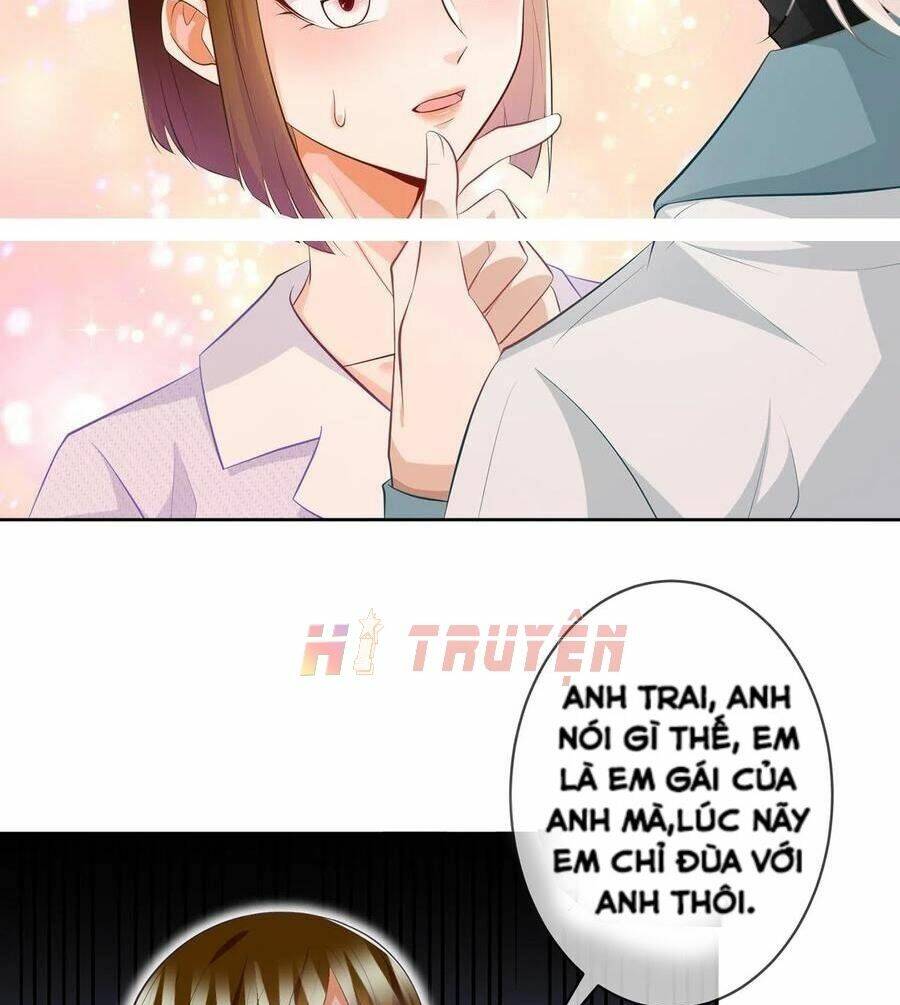 Hi TRUYỆN
ANH TRAI, ANH
NÓI GÌ THẾ, EM
LÀ EM GÁI CỦA
ANH MÀ,LÚC NÃY
EM CHỈ ĐÙA VỚI
ANH THÔI.